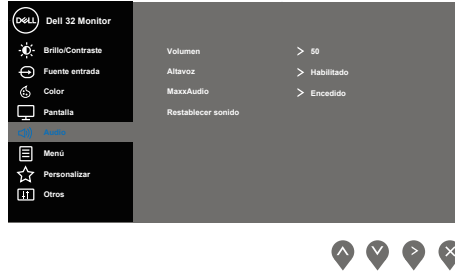 DELL
Dell 32 Monitor
Brillo/Contraste
Fuente entrada
Color
Pantalla
Audio
Menú
Personalizar
Otros
Volumen > 50
Altavoz > Habilitado
MaxxAudio > Encedido
Restablecer sonido